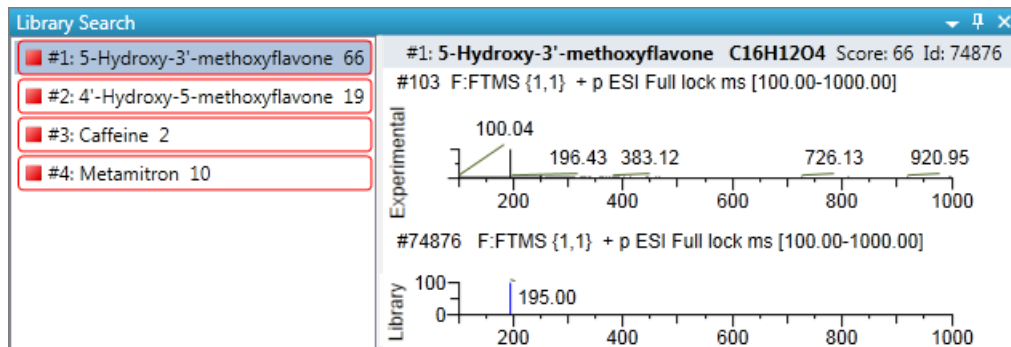 Library Search
#1: 5-Hydroxy-3'-methoxyflavone 66
#2: 4'-Hydroxy-5-methoxyflavone 19
#3: Caffeine 2
#4: Metamitron 10
#1: 5-Hydroxy-3'-methoxyflavone C16H12O4 Score: 66 Id: 74876
#103 F:FTMS {1,1} + p ESI Full lock ms [100.00-1000.00]
Experimental
100.04
196.43 383.12 726.13 920.95
200 400 600 800 1000
#74876 F:FTMS {1,1} + p ESI Full lock ms [100.00-1000.00]
Library
100
195.00
0
200 400 600 800 1000